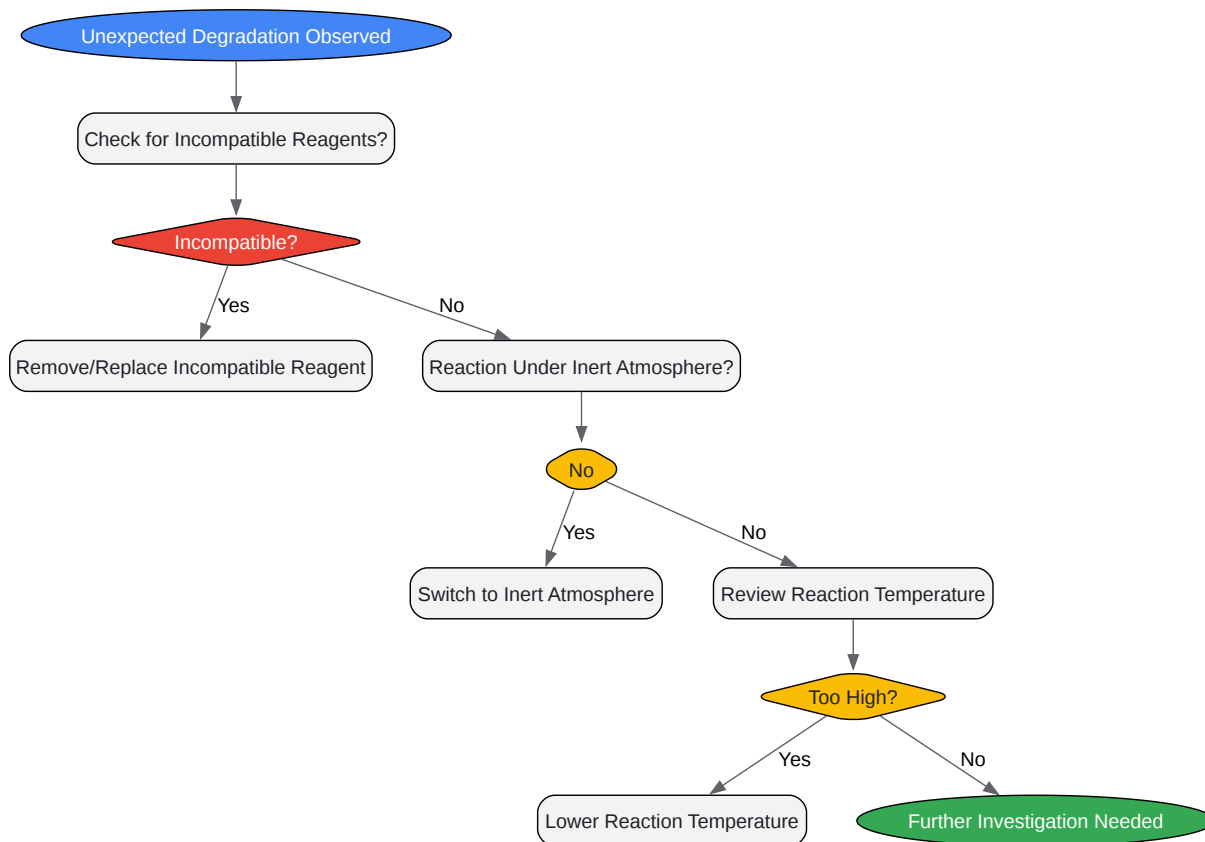 Unexpected Degradation Observed
Check for Incompatible Reagents?
Incompatible?
Yes
No
Remove/Replace Incompatible Reagent
Reaction Under Inert Atmosphere?
No
Yes
No
Switch to Inert Atmosphere
Review Reaction Temperature
Too High?
Yes
No
Lower Reaction Temperature
Further Investigation Needed